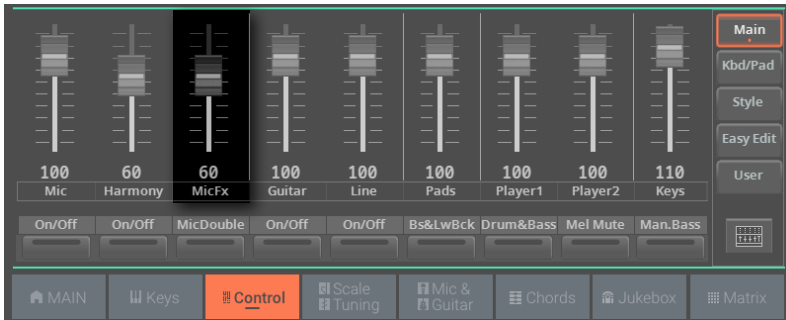 Main
Kbd/Pad
Style
Easy Edit
User
100 60 60 100 100 100 100 100 110
Mic Harmony MicFx Guitar Line Pads Player1 Player2 Keys
On/Off On/Off MicDouble On/Off On/Off Bs&LwBck Drum&Bass Mel Mute Man.Bass
MAIN Keys Control Scale Tuning Mic & Guitar Chords Jukebox Matrix